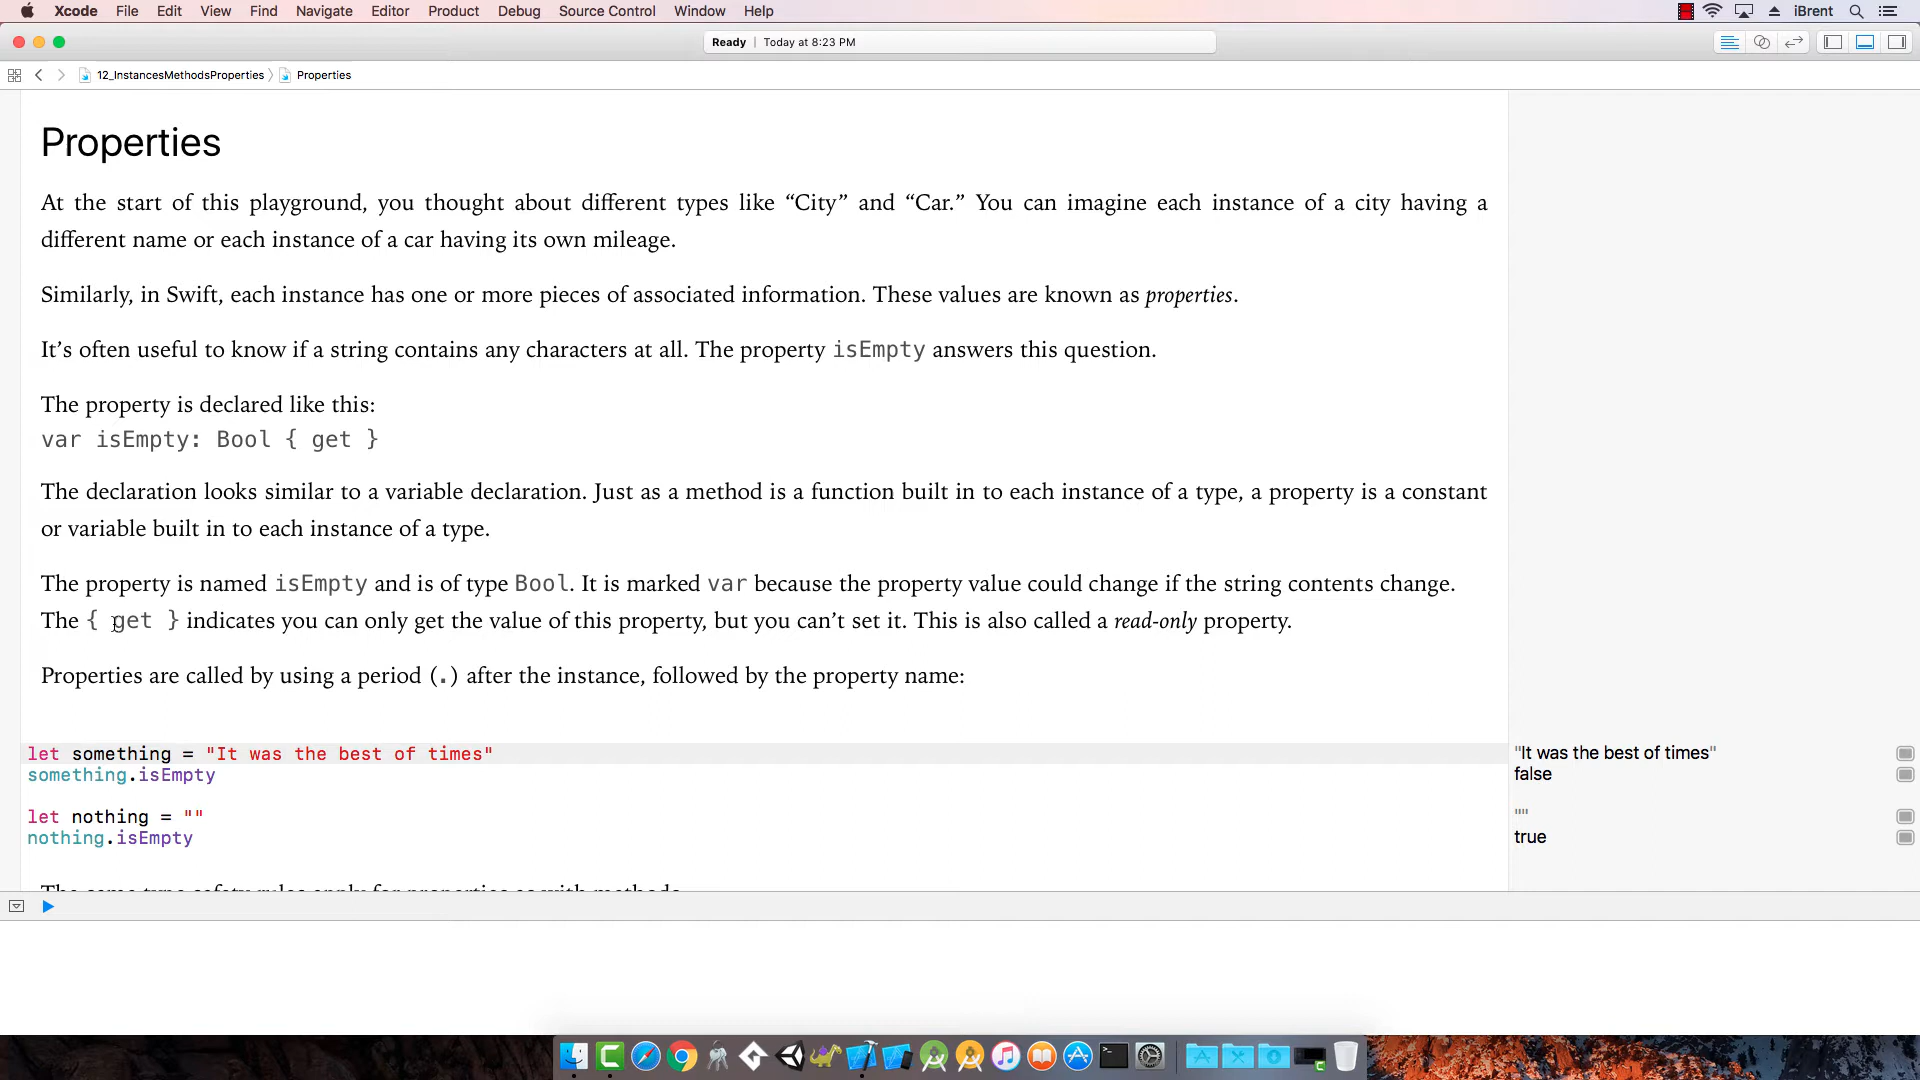 Xcode File Edit View Find Navigate Editor Product Debug Source Control Window Help iBrent
Ready | Today at 8:23 PM
12_InstancesMethodsProperties Properties
Properties
At the start of this playground, you thought about different types like “City” and “Car.” You can imagine each instance of a city having a
different name or each instance of a car having its own mileage.
Similarly, in Swift, each instance has one or more pieces of associated information. These values are known as properties.
It’s often useful to know if a string contains any characters at all. The property isEmpty answers this question.
The property is declared like this:
var isEmpty: Bool { get }
The declaration looks similar to a variable declaration. Just as a method is a function built in to each instance of a type, a property is a constant
or variable built in to each instance of a type.
The property is named isEmpty and is of type Bool. It is marked var because the property value could change if the string contents change.
The { get } indicates you can only get the value of this property, but you can’t set it. This is also called a read-only property.
Properties are called by using a period (.) after the instance, followed by the property name:
let something = "It was the best of times" "It was the best of times"
something.isEmpty false
let nothing = "" ""
nothing.isEmpty true
The same type safety rules apply for properties as with methods